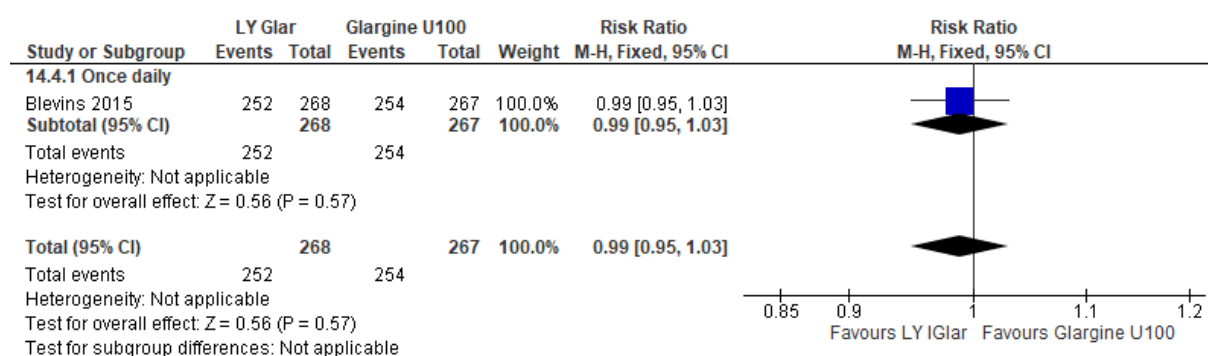 LY Glar Glargine U100 Risk Ratio Risk Ratio
Study or Subgroup Events Total Events Total Weight M-H, Fixed, 95% CI M-H, Fixed, 95% CI
14.4.1 Once daily
Blevins 2015 252 268 254 267 100.0% 0.99 [0.95, 1.03]
Subtotal (95% CI) 268 267 100.0% 0.99 [0.95, 1.03]
Total events 252 254
Heterogeneity: Not applicable
Test for overall effect: Z = 0.56 (P = 0.57)
Total (95% CI) 268 267 100.0% 0.99 [0.95, 1.03]
Total events 252 254
Heterogeneity: Not applicable
Test for overall effect: Z = 0.56 (P = 0.57)
Test for subgroup differences: Not applicable
0.85 0.9 1 1.1 1.2
Favours LY IGlar Favours Glargine U100